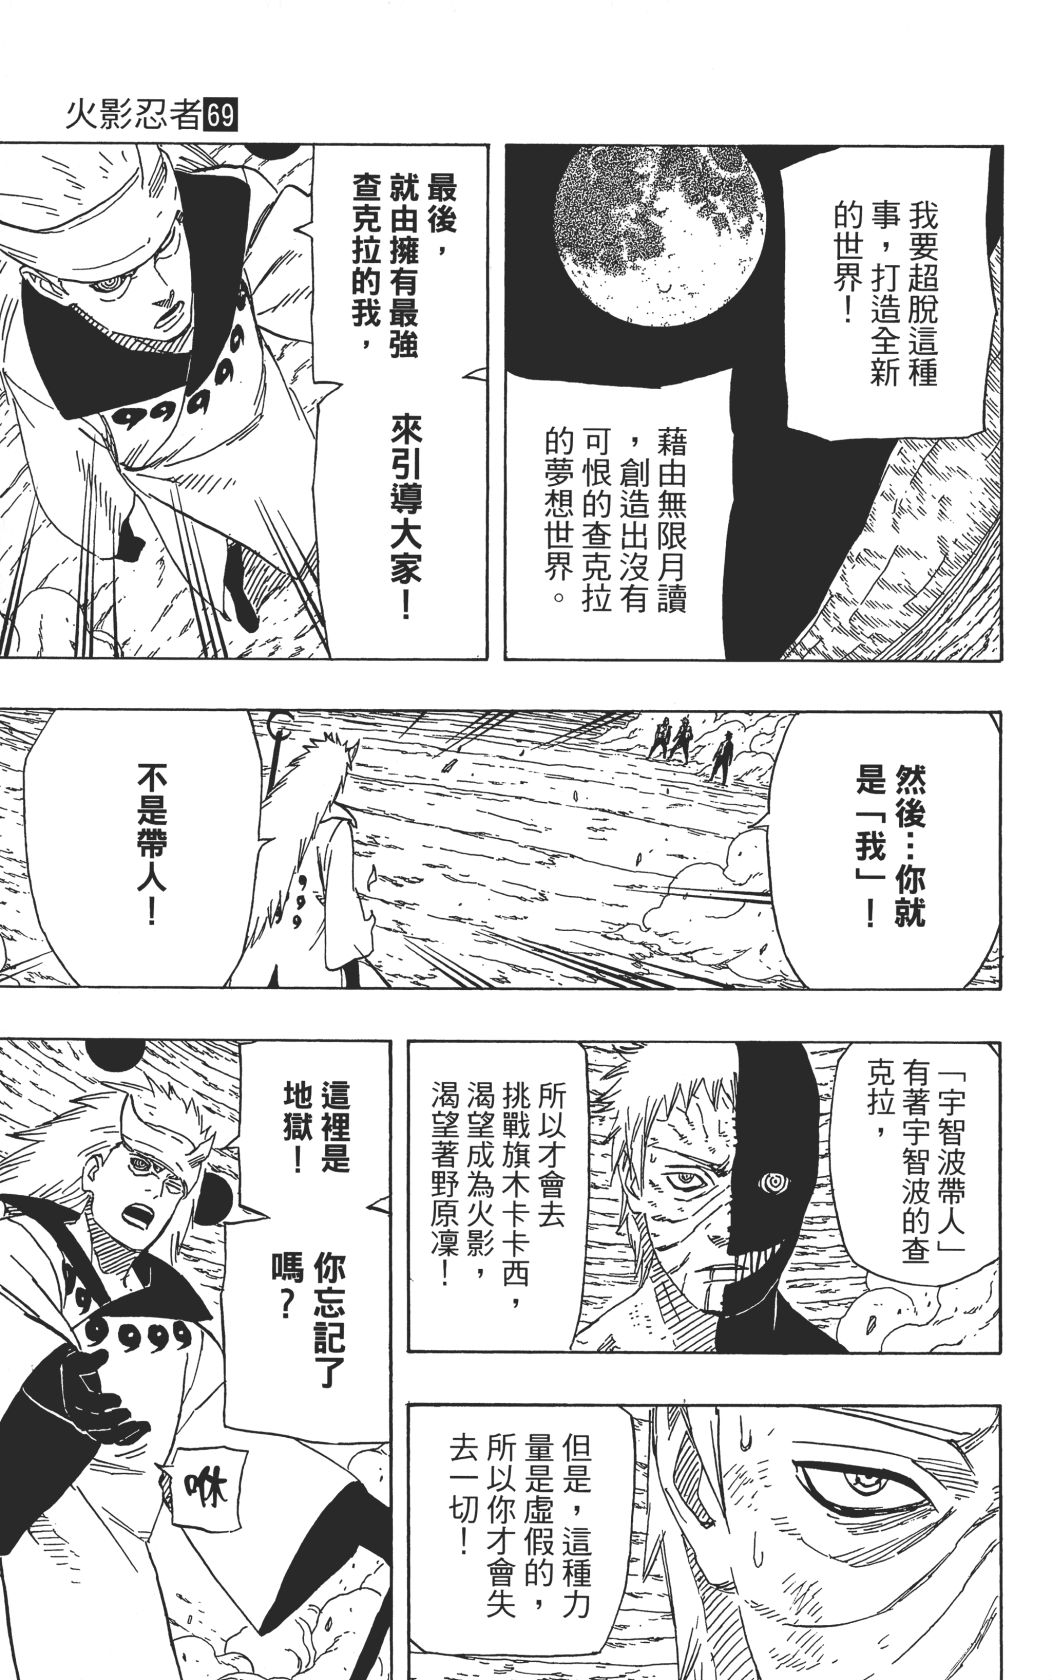 火影忍者69
我要超脫這種
事，打造全新
的世界！
藉由無限月讀
，創造出沒有
可恨的查克拉
的夢想世界。
最後，
就由擁有最強
查克拉的我，
來引導大家！
然後…你就
是「我」！
不是帶人！
「宇智波帶人」
有著宇智波的查
克拉，
所以才會去
挑戰旗木卡卡西，
渴望成為火影，
渴望著野原凜！
但是，這種力
量是虛假的，
所以你才會失
去一切！
這裡是
地獄！
你忘記了
嗎？
咻